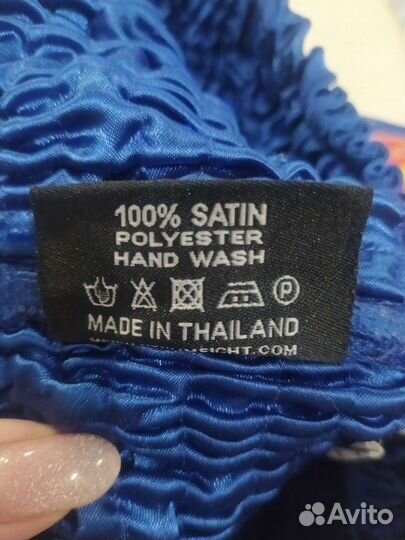 100% SATIN
POLYESTER
HAND WASH
P
MADE IN THAILAND
Avito